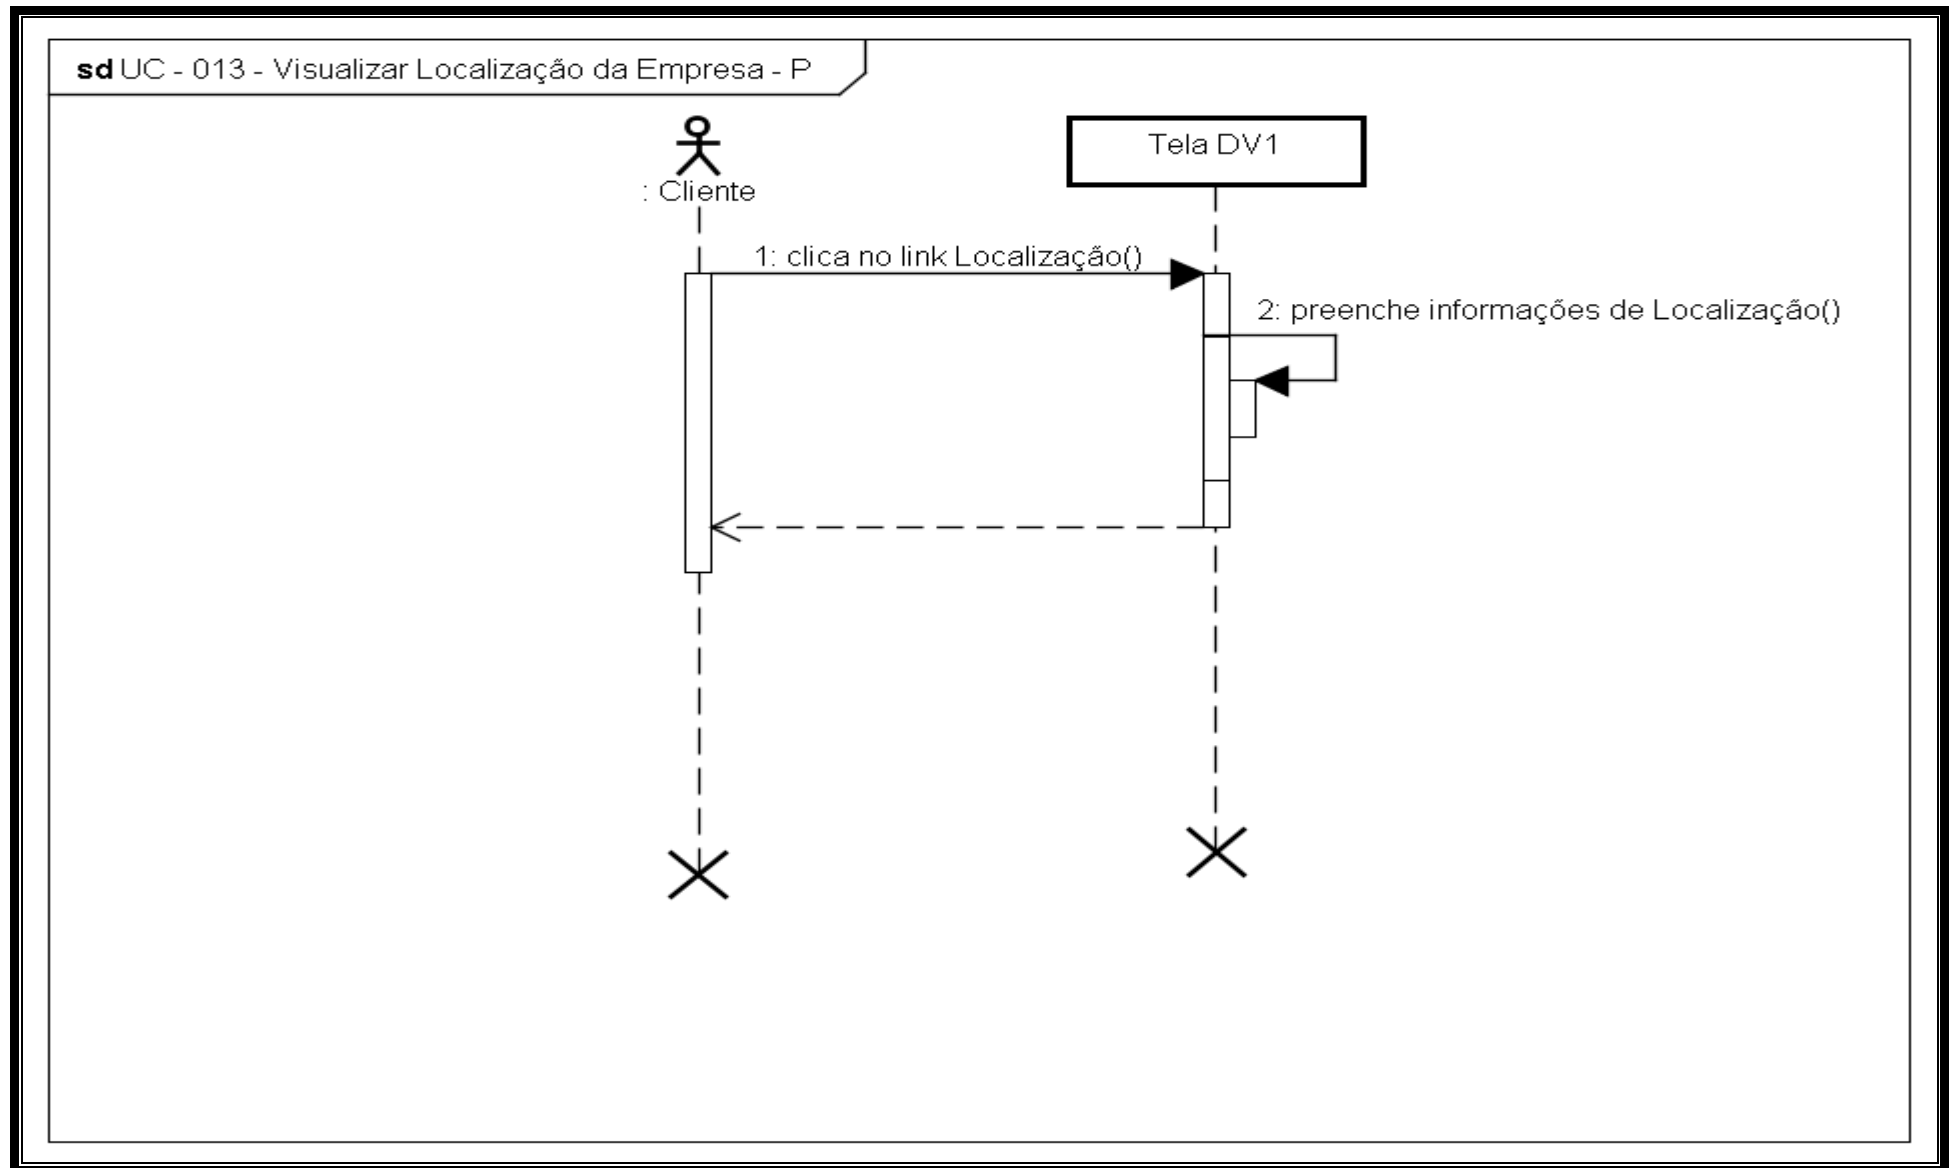 sd UC - 013 - Visualizar Localização da Empresa - P
: Cliente
Tela DV1
1: clica no link Localização()
2: preenche informações de Localização()